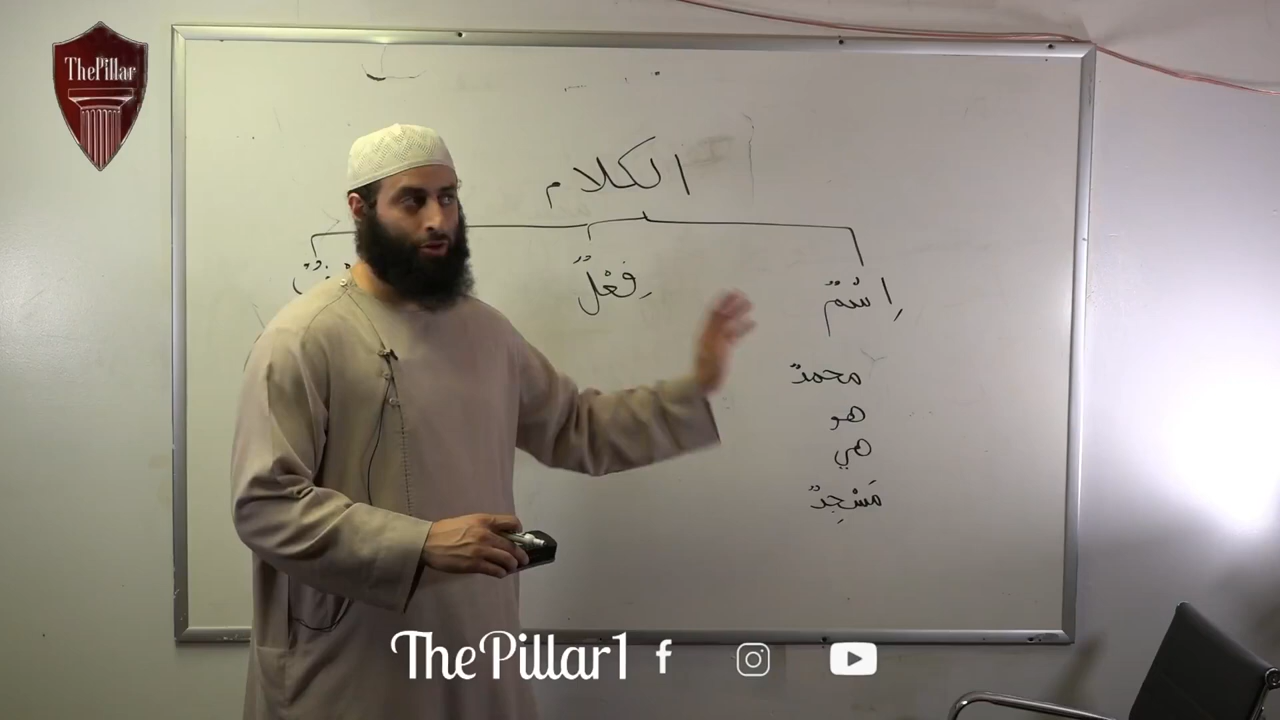 ThePillar
الكلام
اِسْمٌ
فِعْلٌ
محمدٌ
هو
هي
مَسْجِدٌ
ThePillar1